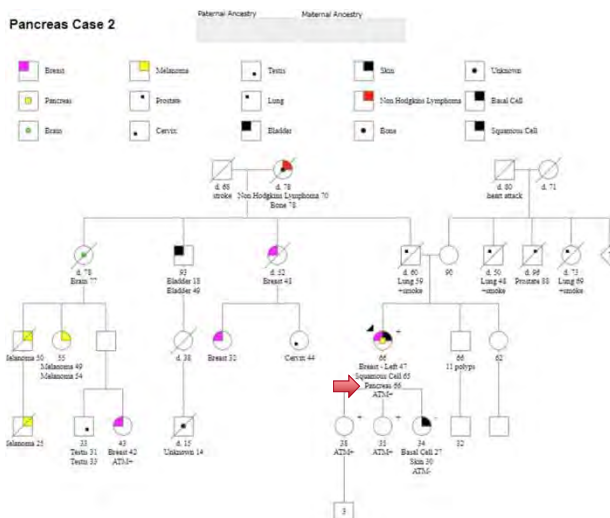 Paternal Ancestry Maternal Ancestry
Pancreas Case 2
Breast Melanoma Testis Skin Unknown
Pancreas Prostate Lung Non Hodgkins Lymphoma Basal Cell
Brain Cervix Bladder Bone Squamous Cell
d. 68 d. 78 d. 80 d. 71
stroke Non Hodgkins Lymphoma 70 heart attack
Bone 78
d. 78 93 d. 52 d. 60 90 d. 50 d. 96 d. 73
Brain 77 Bladder 18 Breast 48 Lung 59 Lung 48 Prostate 88 Lung 69
Bladder 49 +smoke +smoke +smoke
elanoma 50 55 d. 38 Breast 32 Cervix 44 66 66 62
Melanoma 49 Breast - Left 47 11 polyps
Melanoma 54 Squamous Cell 65
Pancreas 66
ATM+
elanoma 25 33 43 d. 15 38 35 34 32
Testis 31 Breast 42 Unknown 14 ATM+ ATM+ Basal Cell 27
Testis 33 ATM+ Skin 30
ATM-
3